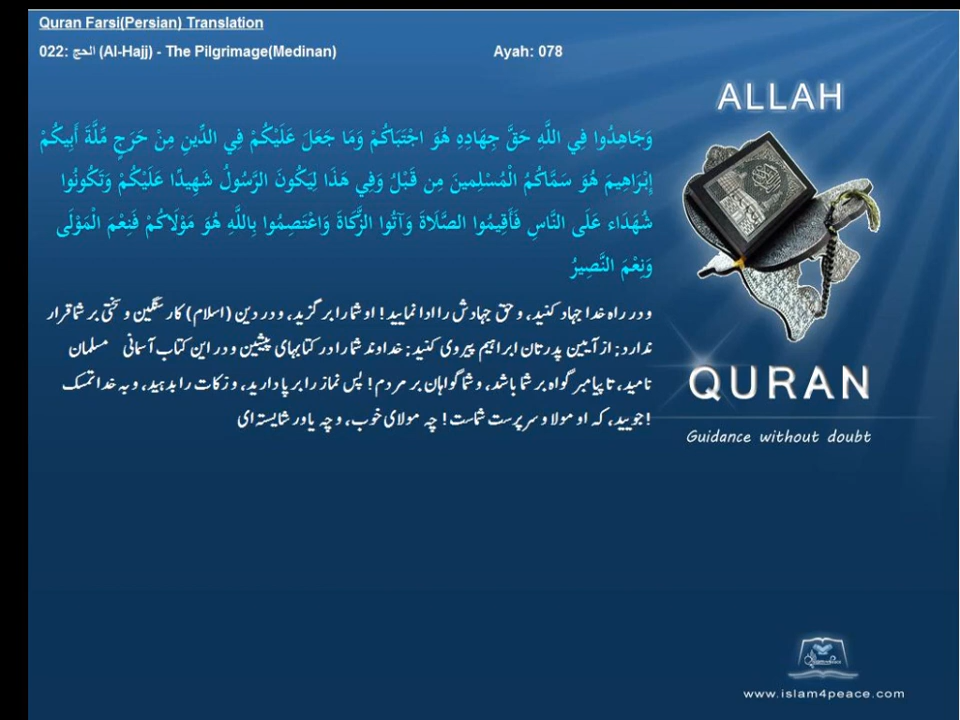 Quran Farsi(Persian) Translation
022: الحج (Al-Hajj) - The Pilgrimage(Medinan) Ayah: 078
وَجَاهِدُوا فِي اللَّهِ حَقَّ جِهَادِهِ هُوَ اجْتَبَاكُمْ وَمَا جَعَلَ عَلَيْكُمْ فِي الدِّينِ مِنْ حَرَجٍ مِّلَّةَ أَبِيكُمْ
إِبْرَاهِيمَ هُوَ سَمَّاكُمُ الْمُسْلِمينَ مِن قَبْلُ وَفِي هَذَا لِيَكُونَ الرَّسُولُ شَهِيدًا عَلَيْكُمْ وَتَكُونُوا
شُهَدَاء عَلَى النَّاسِ فَأَقِيمُوا الصَّلَاةَ وَآتُوا الزَّكَاةَ وَاعْتَصِمُوا بِاللَّهِ هُوَ مَوْلَاكُمْ فَنِعْمَ الْمَوْلَى
وَنِعْمَ النَّصِيرُ
و در راه خدا جهاد کنید، و حق جهادش را ادا نمایید! او شما را بر گزید، و در دین (اسلام) کار سنگین و سختی بر شما قرار
ندارد: از آیین پدرتان ابراهیم پیروی کنید: خداوند شما را در کتابهای پیشین و در این کتاب آسمانی مسلمان
نامید، تا پیامبر گواه بر شما باشد، و شما گواهان بر مردم! پس نماز را بر پا دارید، و زکات را بدهید، و به خدا تمسک
! جویید، که او مولا و سرپرست شماست! چه مولای خوب، و چه یاور شایسته ای
ALLAH
QURAN
Guidance without doubt
www.islam4peace.com